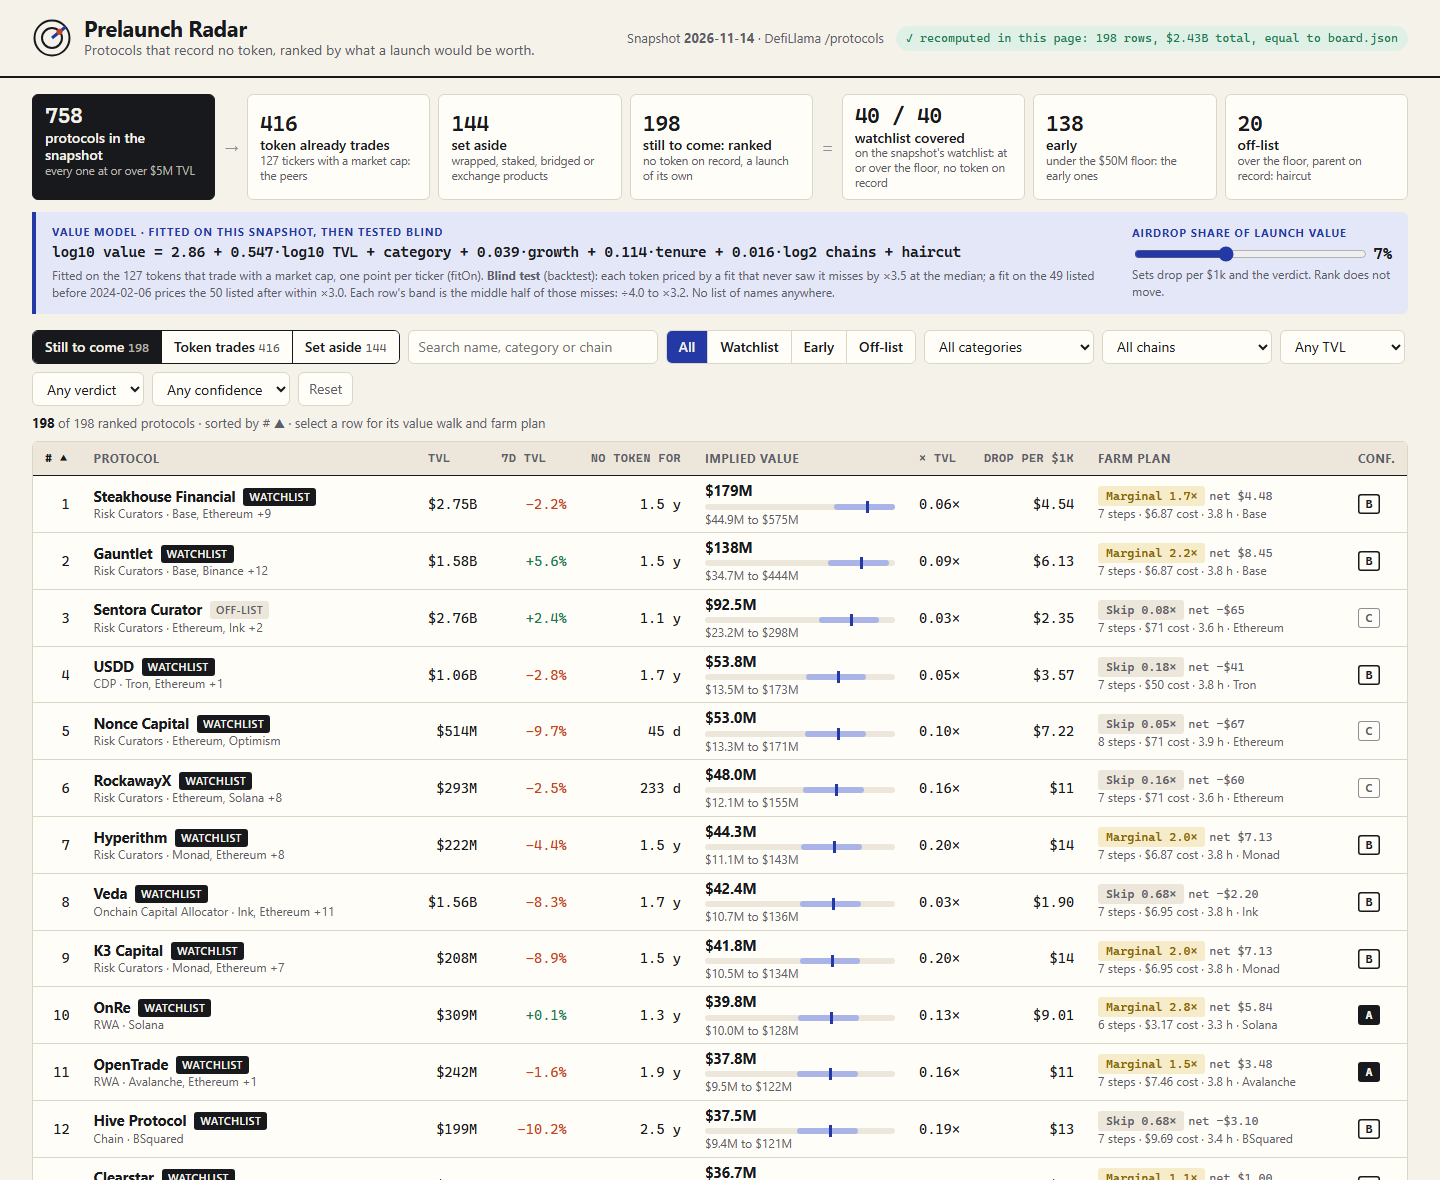 Prelaunch Radar
Protocols that record no token, ranked by what a launch would be worth.
Snapshot 2026-11-14 · DefiLlama /protocols
✓ recomputed in this page: 198 rows, $2.43B total, equal to board.json
758
protocols in the
snapshot
every one at or over $5M TVL
→
416
token already trades
127 tickers with a market cap:
the peers
144
set aside
wrapped, staked, bridged or
exchange products
198
still to come: ranked
no token on record, a launch
of its own
=
40 / 40
watchlist covered
on the snapshot's watchlist: at
or over the floor, no token on
record
138
early
under the $50M floor: the
early ones
20
off-list
over the floor, parent on
record: haircut
VALUE MODEL · FITTED ON THIS SNAPSHOT, THEN TESTED BLIND
log10 value = 2.86 + 0.547·log10 TVL + category + 0.039·growth + 0.114·tenure + 0.016·log2 chains + haircut
Fitted on the 127 tokens that trade with a market cap, one point per ticker (fitOn). Blind test (backtest): each token priced by a fit that never saw it misses by ×3.5 at the median; a fit on the 49 listed
before 2024-02-06 prices the 50 listed after within ×3.0. Each row's band is the middle half of those misses: ÷4.0 to ×3.2. No list of names anywhere.
AIRDROP SHARE OF LAUNCH VALUE
7%
Sets drop per $1k and the verdict. Rank does not
move.
Still to come 198 Token trades 416 Set aside 144 Search name, category or chain All Watchlist Early Off-list All categories All chains Any TVL
Any verdict Any confidence Reset
198 of 198 ranked protocols · sorted by # ▲ · select a row for its value walk and farm plan
# ▲ PROTOCOL TVL 7D TVL NO TOKEN FOR IMPLIED VALUE × TVL DROP PER $1K FARM PLAN CONF.
1 Steakhouse Financial WATCHLIST $2.75B −2.2% 1.5 y $179M 0.06× $4.54 Marginal 1.7× net $4.48 B
Risk Curators · Base, Ethereum +9 $44.9M to $575M 7 steps · $6.87 cost · 3.8 h · Base
2 Gauntlet WATCHLIST $1.58B +5.6% 1.5 y $138M 0.09× $6.13 Marginal 2.2× net $8.45 B
Risk Curators · Base, Binance +12 $34.7M to $444M 7 steps · $6.87 cost · 3.8 h · Base
3 Sentora Curator OFF-LIST $2.76B +2.4% 1.1 y $92.5M 0.03× $2.35 Skip 0.08× net −$65 C
Risk Curators · Ethereum, Ink +2 $23.2M to $298M 7 steps · $71 cost · 3.6 h · Ethereum
4 USDD WATCHLIST $1.06B −2.8% 1.7 y $53.8M 0.05× $3.57 Skip 0.18× net −$41 B
CDP · Tron, Ethereum +1 $13.5M to $173M 7 steps · $50 cost · 3.8 h · Tron
5 Nonce Capital WATCHLIST $514M −9.7% 45 d $53.0M 0.10× $7.22 Skip 0.05× net −$67 C
Risk Curators · Ethereum, Optimism $13.3M to $171M 8 steps · $71 cost · 3.9 h · Ethereum
6 RockawayX WATCHLIST $293M −2.5% 233 d $48.0M 0.16× $11 Skip 0.16× net −$60 C
Risk Curators · Ethereum, Solana +8 $12.1M to $155M 7 steps · $71 cost · 3.6 h · Ethereum
7 Hyperithm WATCHLIST $222M −4.4% 1.5 y $44.3M 0.20× $14 Marginal 2.0× net $7.13 B
Risk Curators · Monad, Ethereum +8 $11.1M to $143M 7 steps · $6.87 cost · 3.8 h · Monad
8 Veda WATCHLIST $1.56B −8.3% 1.7 y $42.4M 0.03× $1.90 Skip 0.68× net −$2.20 B
Onchain Capital Allocator · Ink, Ethereum +11 $10.7M to $136M 7 steps · $6.95 cost · 3.8 h · Ink
9 K3 Capital WATCHLIST $208M −8.9% 1.5 y $41.8M 0.20× $14 Marginal 2.0× net $7.13 B
Risk Curators · Monad, Ethereum +7 $10.5M to $134M 7 steps · $6.95 cost · 3.8 h · Monad
10 OnRe WATCHLIST $309M +0.1% 1.3 y $39.8M 0.13× $9.01 Marginal 2.8× net $5.84 A
RWA · Solana $10.0M to $128M 6 steps · $3.17 cost · 3.3 h · Solana
11 OpenTrade WATCHLIST $242M −1.6% 1.9 y $37.8M 0.16× $11 Marginal 1.5× net $3.48 A
RWA · Avalanche, Ethereum +1 $9.5M to $122M 7 steps · $7.46 cost · 3.8 h · Avalanche
12 Hive Protocol WATCHLIST $199M −10.2% 2.5 y $37.5M 0.19× $13 Skip 0.68× net −$3.10 B
Chain · BSquared $9.4M to $121M 7 steps · $9.69 cost · 3.4 h · BSquared
Clearstar WATCHLIST $36.7M Marginal 1.1× net $1.00